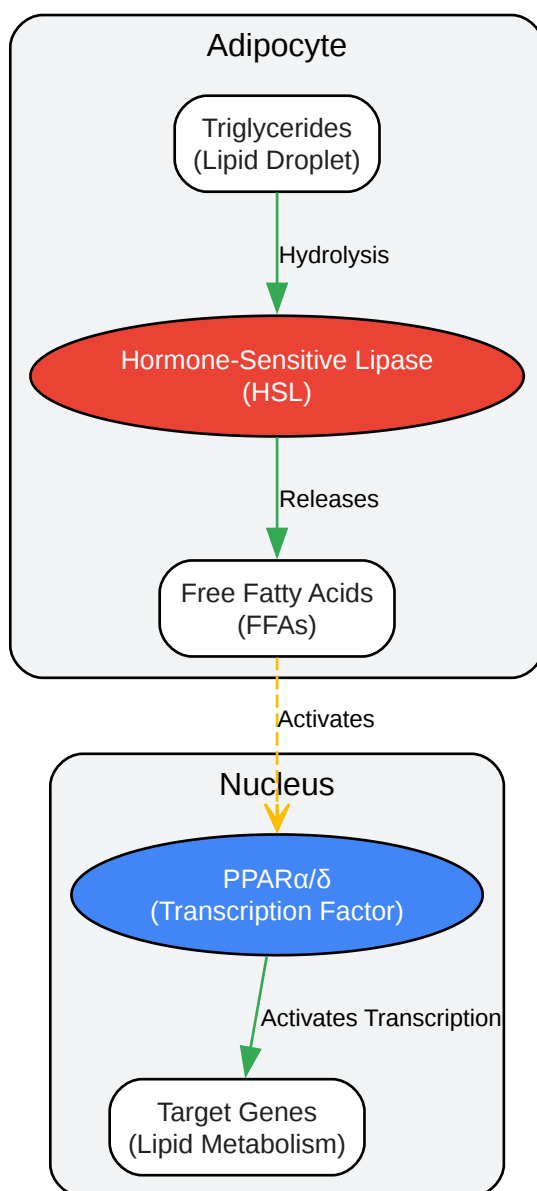 Adipocyte
Triglycerides
(Lipid Droplet)
Hydrolysis
Hormone-Sensitive Lipase
(HSL)
Releases
Free Fatty Acids
(FFAs)
Activates
Nucleus
PPARα/δ
(Transcription Factor)
Activates Transcription
Target Genes
(Lipid Metabolism)